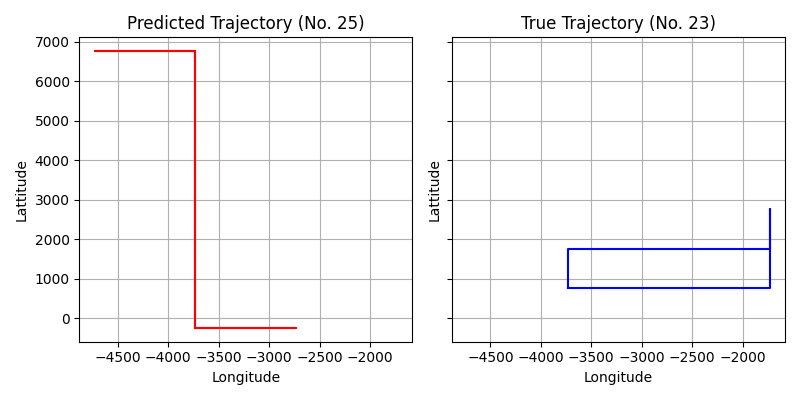 Predicted Trajectory (No. 25)
True Trajectory (No. 23)
Lattitude
7000
6000
5000
4000
3000
2000
1000
0
−4500 −4000 −3500 −3000 −2500 −2000
Longitude
Lattitude
−4500 −4000 −3500 −3000 −2500 −2000
Longitude